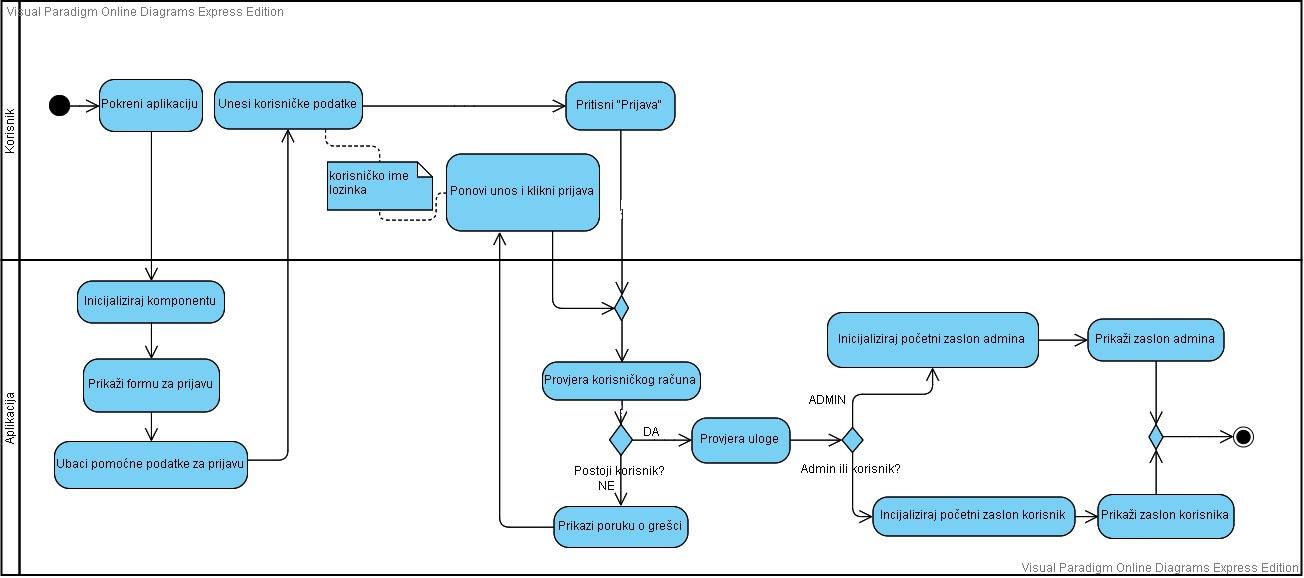 Visual Paradigm Online Diagrams Express Edition
Korisnik
Pokreni aplikaciju
Unesi korisničke podatke
Pritisni "Prijava"
korisničko ime
lozinka
Ponovi unos i klikni prijava
Aplikacija
Inicijaliziraj komponentu
Prikaži formu za prijavu
Ubaci pomoćne podatke za prijavu
Provjera korisničkog računa
DA
Postoji korisnik?
NE
Prikazi poruku o grešci
Provjera uloge
ADMIN
Admin ili korisnik?
Inicijaliziraj početni zaslon admina
Prikaži zaslon admina
Incijaliziraj početni zaslon korisnik
Prikaži zaslon korisnika
Visual Paradigm Online Diagrams Express Edition